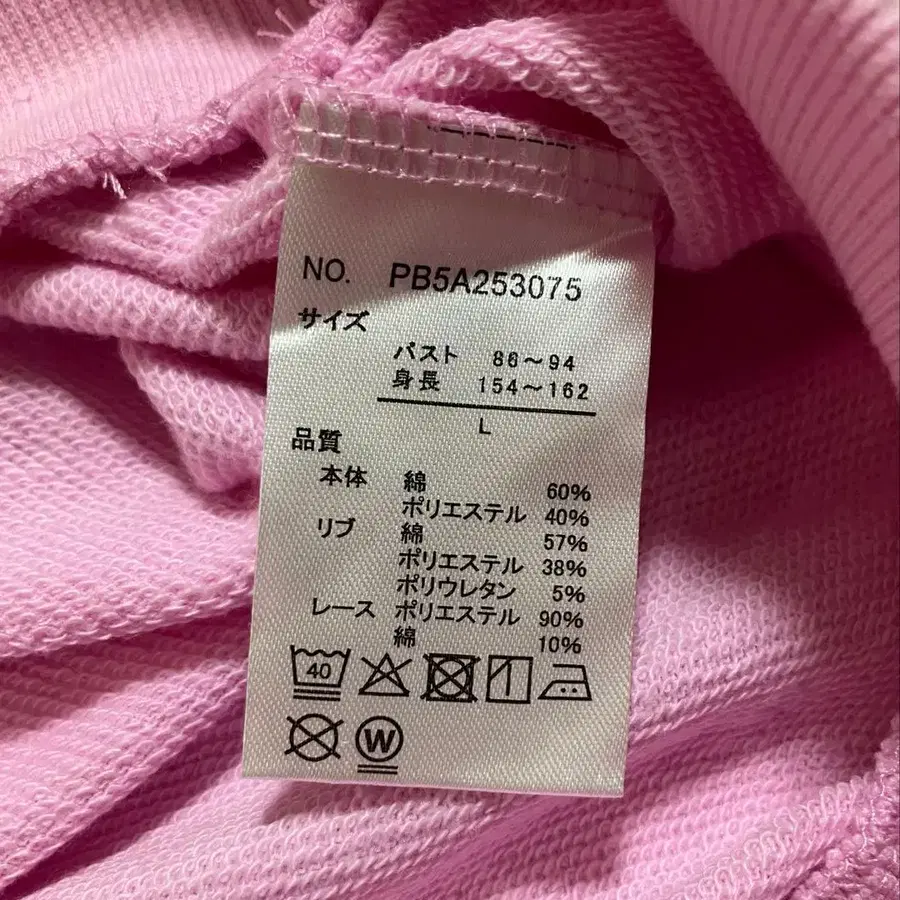 NO. PB5A253075
サイズ
バスト 86～94
身長 154～162
L
品質
本体 綿 60%
ポリエステル 40%
リブ 綿 57%
ポリエステル 38%
ポリウレタン 5%
レース ポリエステル 90%
綿 10%
40
W